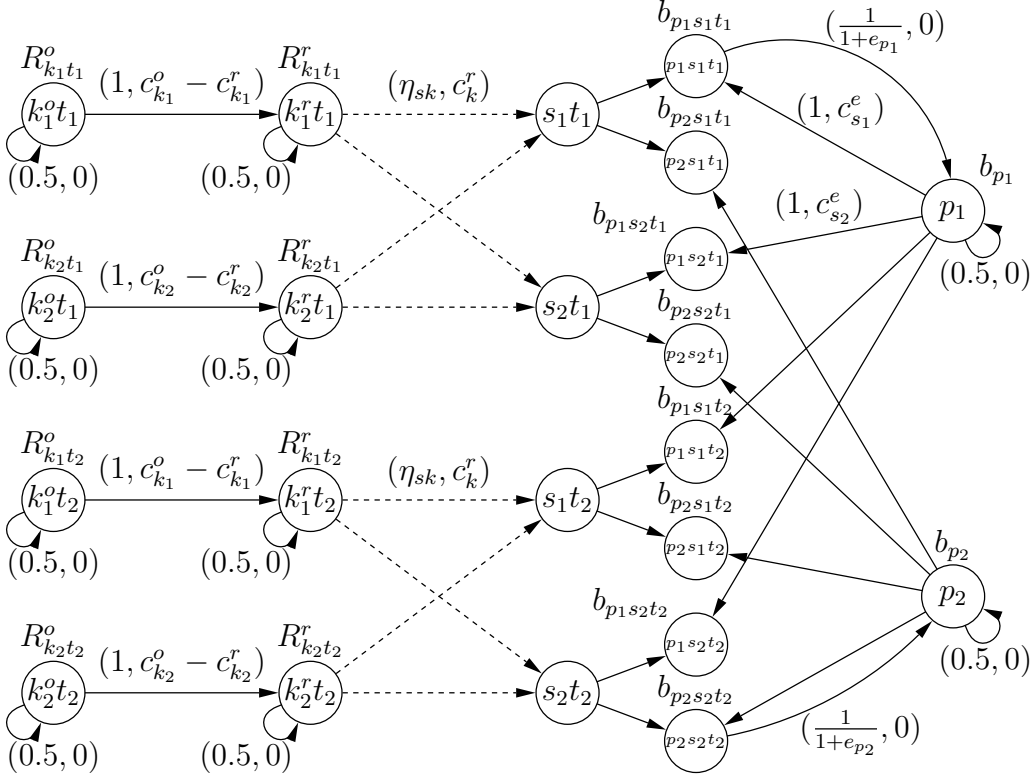 b_{p_1s_1t_1}
(\frac{1}{1+e_{p_1}}, 0)
R^o_{k_1t_1}
(1, c^o_{k_1} − c^r_{k_1})
R^r_{k_1t_1}
(η_{sk}, c^r_k)
k^o_1t_1
k^r_1t_1
s_1t_1
p_1s_1t_1
(1, c^e_{s_1})
b_{p_2s_1t_1}
p_2s_1t_1
(0.5, 0)
(0.5, 0)
b_{p_1}
p_1
(1, c^e_{s_2})
b_{p_1s_2t_1}
p_1s_2t_1
(0.5, 0)
R^o_{k_2t_1}
(1, c^o_{k_2} − c^r_{k_2})
R^r_{k_2t_1}
k^o_2t_1
k^r_2t_1
s_2t_1
b_{p_2s_2t_1}
p_2s_2t_1
(0.5, 0)
(0.5, 0)
b_{p_1s_1t_2}
R^o_{k_1t_2}
(1, c^o_{k_1} − c^r_{k_1})
R^r_{k_1t_2}
(η_{sk}, c^r_k)
p_1s_1t_2
k^o_1t_2
k^r_1t_2
s_1t_2
b_{p_2s_1t_2}
p_2s_1t_2
(0.5, 0)
(0.5, 0)
b_{p_2}
p_2
b_{p_1s_2t_2}
p_1s_2t_2
(0.5, 0)
R^o_{k_2t_2}
(1, c^o_{k_2} − c^r_{k_2})
R^r_{k_2t_2}
k^o_2t_2
k^r_2t_2
s_2t_2
b_{p_2s_2t_2}
p_2s_2t_2
(\frac{1}{1+e_{p_2}}, 0)
(0.5, 0)
(0.5, 0)